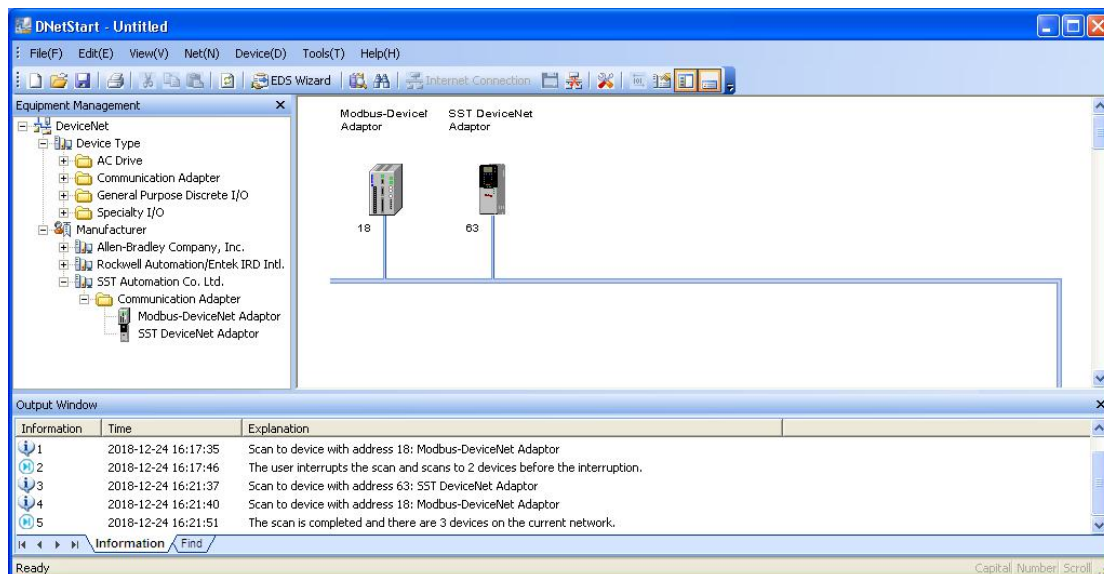 DNetStart - Untitled
File(F) Edit(E) View(V) Net(N) Device(D) Tools(T) Help(H)
EDS Wizard Internet Connection
Equipment Management
DeviceNet
Device Type
AC Drive
Communication Adapter
General Purpose Discrete I/O
Specialty I/O
Manufacturer
Allen-Bradley Company, Inc.
Rockwell Automation/Entek IRD Intl.
SST Automation Co. Ltd.
Communication Adapter
Modbus-DeviceNet Adaptor
SST DeviceNet Adaptor
Modbus-Devicel
Adaptor
18
SST DeviceNet
Adaptor
63
Output Window
Information Time Explanation
1 2018-12-24 16:17:35 Scan to device with address 18: Modbus-DeviceNet Adaptor
2 2018-12-24 16:17:46 The user interrupts the scan and scans to 2 devices before the interruption.
3 2018-12-24 16:21:37 Scan to device with address 63: SST DeviceNet Adaptor
4 2018-12-24 16:21:40 Scan to device with address 18: Modbus-DeviceNet Adaptor
5 2018-12-24 16:21:51 The scan is completed and there are 3 devices on the current network.
Information Find
Ready Capital Number Scroll